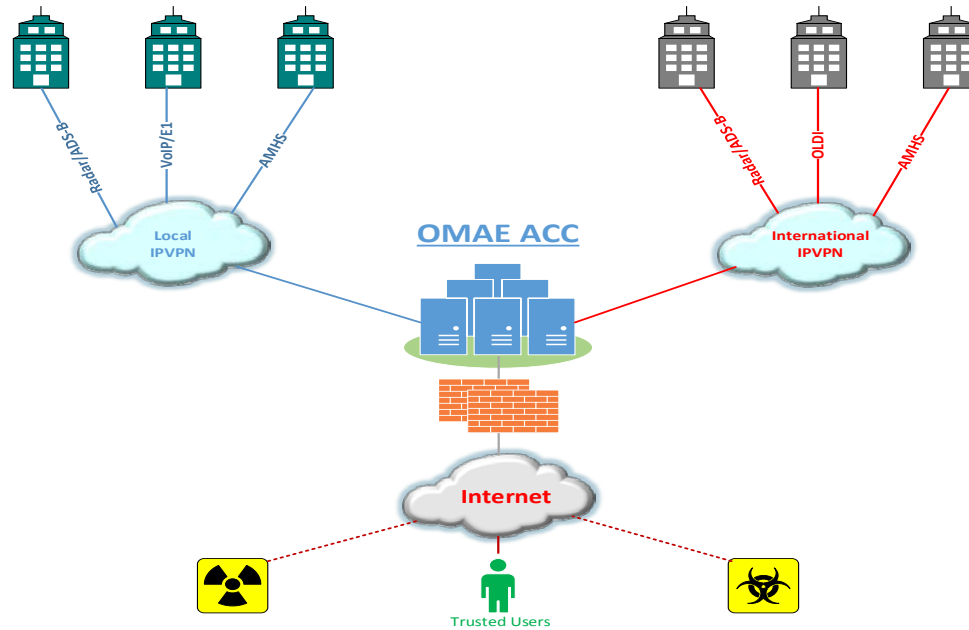 Radar/ADS-B
VoIP/E1
AMHS
Radar/ADS-B
OLDI
AMHS
Local
IPVPN
OMAE ACC
International
IPVPN
Internet
Trusted Users